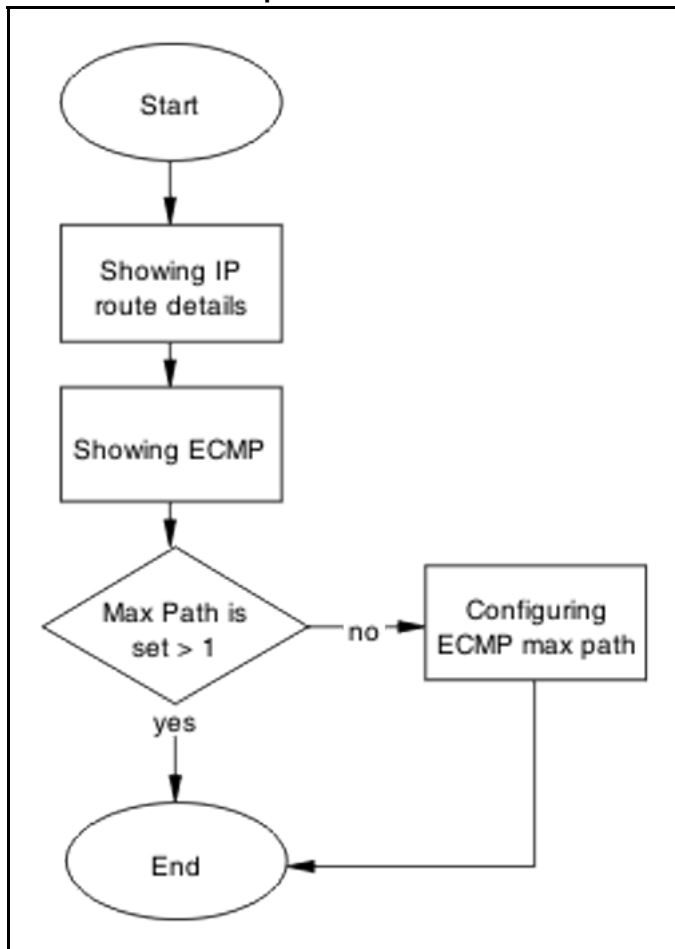 Start
Showing IP
route details
Showing ECMP
Max Path is
set > 1
no
Configuring
ECMP max path
yes
End